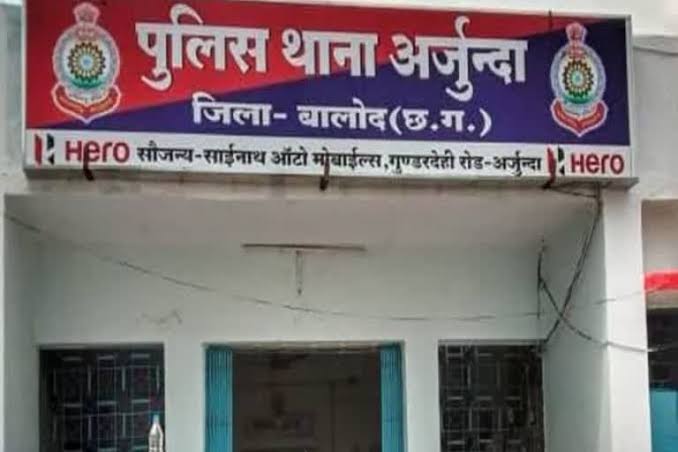 पुलिस थाना अर्जुन्दा
जिला- बालोद(छ.ग.)
Hero सौजन्य-साईनाथ ऑटो मोबाईल्स,गुण्डरदेही रोड-अर्जुन्दा Hero